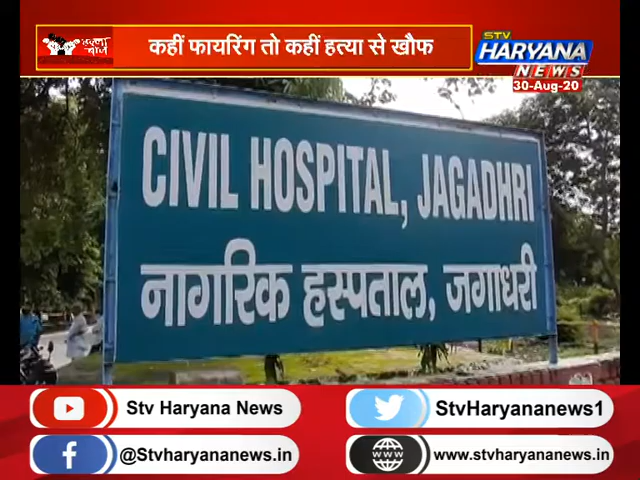 हल्ला बोल
कहीं फायरिंग तो कहीं हत्या से खौफ
STV
HARYANA
NEWS
30-Aug-20
CIVIL HOSPITAL, JAGADHRI
नागरिक हस्पताल, जगाधरी
Stv Haryana News
StvHaryananews1
@Stvharyananews.in
www.stvharyananews.in